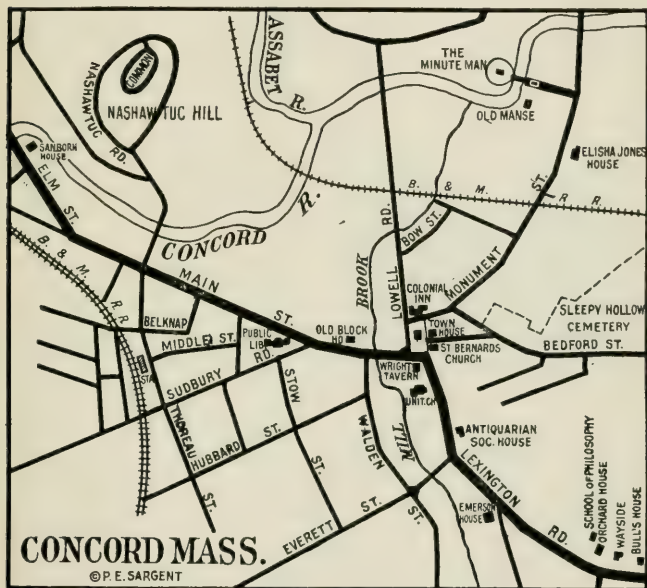 ASSABET
R.
THE
MINUTE MAN
OLD MANSE
COMMON
NASHAWTUC HILL
NASHAWTUC RD.
SANBORN
HOUSE
ELM ST.
ELISHA JONES
HOUSE
B. & M. R. R.
CONCORD R.
RD.
BOW ST.
MONUMENT ST.
BROOK
LOWELL
B. & M. R R
MAIN ST.
COLONIAL
INN
SLEEPY HOLLOW
CEMETERY
BELKNAP
MIDDLE ST.
PUBLIC
LIB.
OLD BLOCK
HO
TOWN
HOUSE
ST BERNARDS
CHURCH
BEDFORD ST.
STA.
SUDBURY RD.
WRIGHT
TAVERN
UNIT.CH
THOREAU ST.
HUBBARD ST.
STOW ST.
WALDEN ST.
MILL
ANTIQUARIAN
SOC. HOUSE
LEXINGTON RD.
EMERSON
HOUSE
SCHOOL OF PHILOSOPHY
ORCHARD HOUSE
WAYSIDE
BULL'S HOUSE
EVERETT ST.
CONCORD MASS.
© P. E. SARGENT